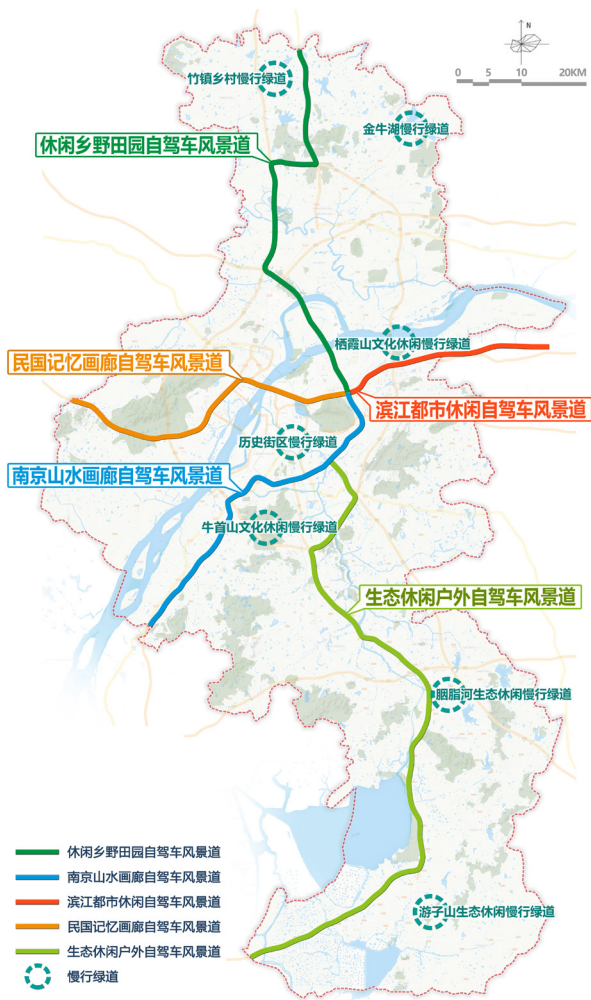 N
0 5 10 20KM
竹镇乡村慢行绿道
金牛湖慢行绿道
休闲乡野田园自驾车风景道
栖霞山文化休闲慢行绿道
民国记忆画廊自驾车风景道
滨江都市休闲自驾车风景道
历史街区慢行绿道
南京山水画廊自驾车风景道
牛首山文化休闲慢行绿道
生态休闲户外自驾车风景道
胭脂河生态休闲慢行绿道
休闲乡野田园自驾车风景道
南京山水画廊自驾车风景道
滨江都市休闲自驾车风景道
民国记忆画廊自驾车风景道
游子山生态休闲慢行绿道
生态休闲户外自驾车风景道
慢行绿道